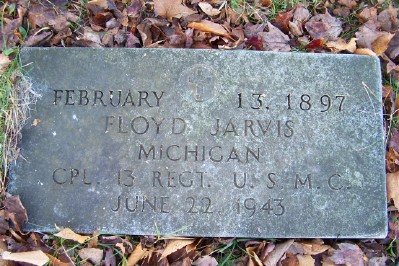 FEBRUARY 13. 1897
FLOYD JARVIS
MICHIGAN
CPL 13 REGT. U. S. M. C.
JUNE 22 1943